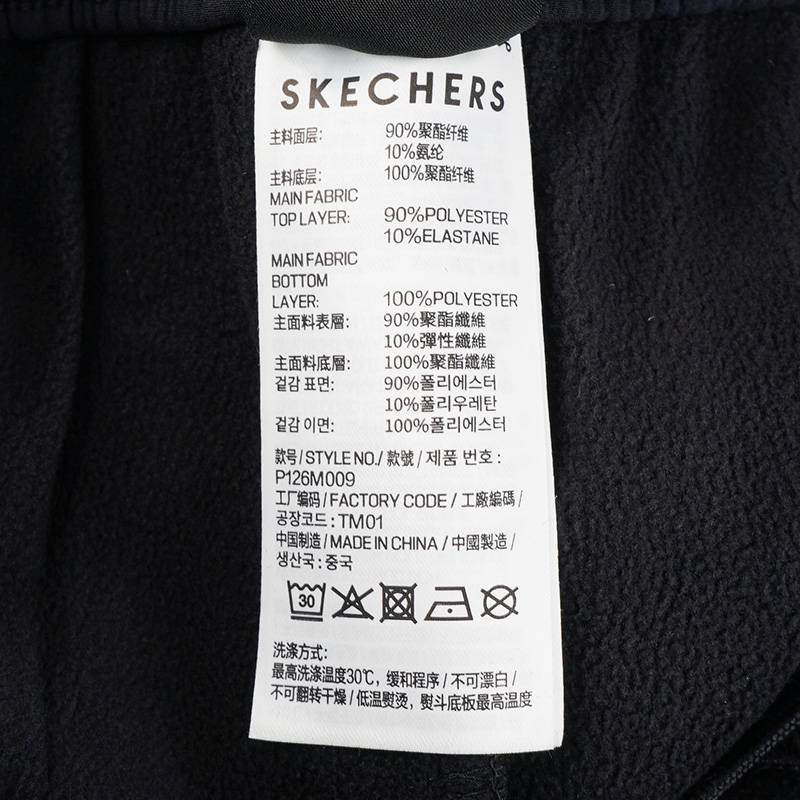 SKECHERS
主料面层: 90%聚酯纤维
10%氨纶
主料底层: 100%聚酯纤维
MAIN FABRIC
TOP LAYER: 90%POLYESTER
10%ELASTANE
MAIN FABRIC
BOTTOM
LAYER: 100%POLYESTER
主面料表層: 90%聚酯纖維
10%彈性纖維
主面料底層: 100%聚酯纖維
겉감 표면: 90%폴리에스터
10%폴리우레탄
겉감 이면: 100%폴리에스터
款号/STYLE NO./款號/제품 번호:
P126M009
工厂编码/FACTORY CODE/工廠編碼/
공장코드:TM01
中国制造/MADE IN CHINA/中國製造/
생산국:중국
30
洗涤方式:
最高洗涤温度30℃，缓和程序/不可漂白/
不可翻转干燥/低温熨烫，熨斗底板最高温度